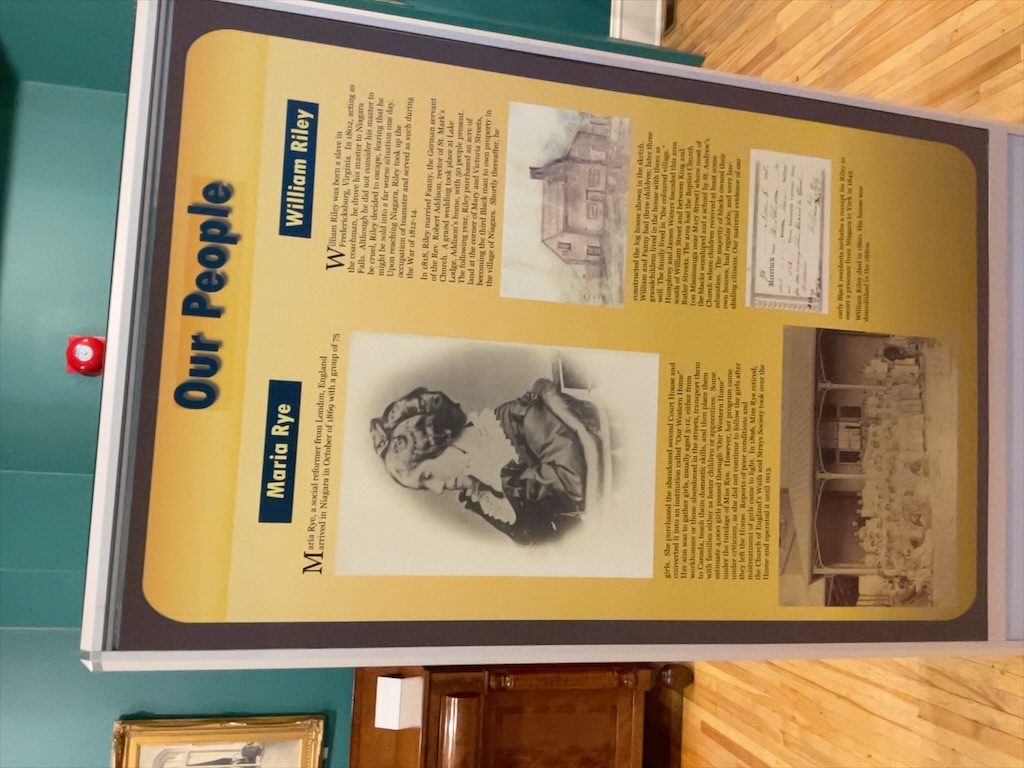 Our People
Maria Rye
Maria Rye, a social reformer from London, England
arrived in Niagara in October of 1869 with a group of 75
girls. She purchased the abandoned second Court House and
converted it into an institution called "Our Western Home"
Her aim was to gather girls, usually aged 5-12, either from
workhouses or those abandoned in the streets; transport them
to Canada, teach them domestic skills; and then place them
with families either as foster children or apprentices. Some
estimate 4,000 girls passed through "Our Western Home"
under the tutelage of Miss Rye. However, her program came
under criticism, as she did not continue to follow the girls after
they left the Home. Reports of poor conditions and
mistreatment of girls came to light. In 1896, Miss Rye retired,
the Church of England's Waifs and Strays Society took over the
Home and operated it until 1913.
William Riley
William Riley was born a slave in
Fredericksburg, Virginia. In 1802, acting as
the coachman, he drove his master to Niagara
Falls. Although he did not consider his master to
be cruel, Riley decided to escape, fearing that he
might be sold into a far worse situation one day.
Upon reaching Niagara, Riley took up the
occupation of teamster and served as such during
the War of 1812-14.
In 1818, Riley married Fanny, the German servant
of the Rev. Robert Addison, rector of St. Mark's
Church. A grand wedding took place at Lake
Lodge, Addison's home, with 50 people present.
The following year, Riley purchased an acre of
land at the corner of Mary and Victoria Streets,
becoming the third Black man to own property in
the village of Niagara. Shortly thereafter, he
constructed the log house shown in the sketch.
William and Fanny had three children; later three
grandchildren lived in the house with them as
well. The family lived in "the coloured village.
Humphrey and James Waters founded this area
south of William Street and between King and
Butler Streets. The area had the Baptist Church
(on Mississauga near Mary Street) where most of
the blacks worshiped and a school by St. Andrew's
Church where children received at least some
education. The majority of blacks owned their
own houses, had regular jobs, and were law-
abiding citizens. Our material evidence of our
early Black residents includes a receipt for Riley to
escort a prisoner from Niagara to York in 1842.
William Riley died in 1860. His house was
demolished in the 1880s.